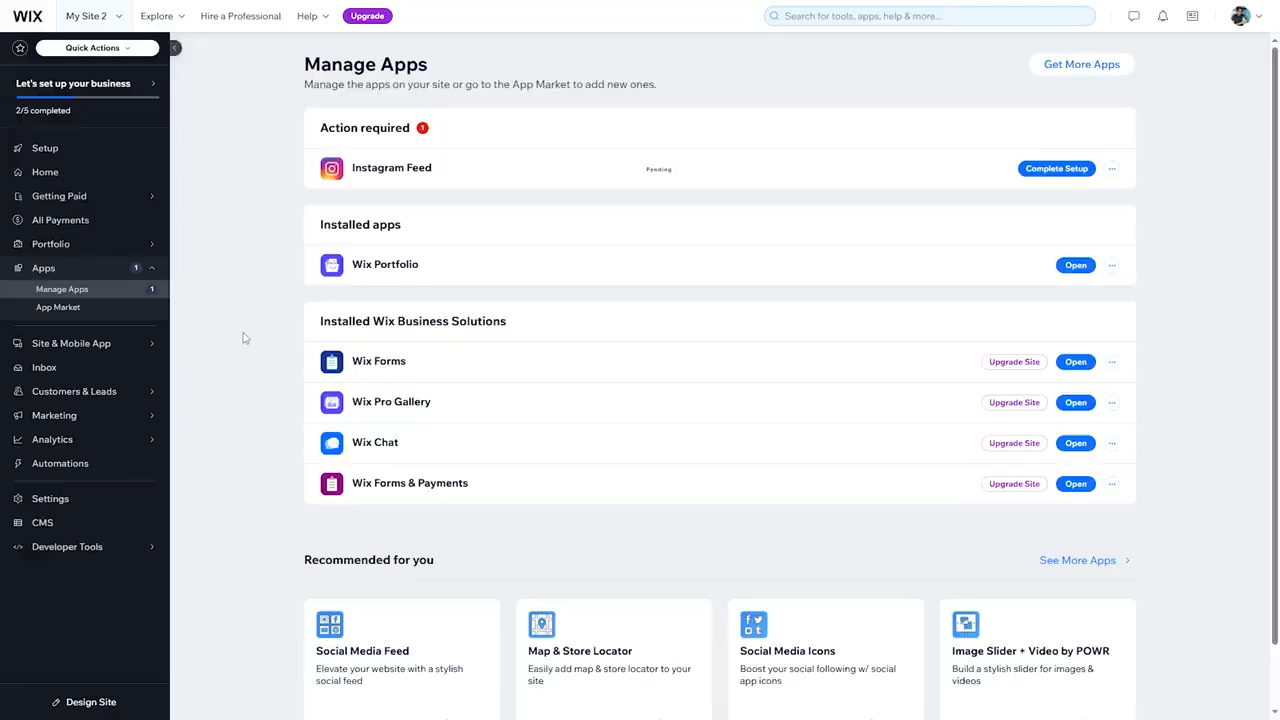 WIX
My Site 2
Explore
Hire a Professional
Help
Upgrade
Search for tools, apps, help & more...
Quick Actions
Let's set up your business
2/5 completed
Setup
Home
Getting Paid
All Payments
Portfolio
Apps
1
Manage Apps
1
App Market
Site & Mobile App
Inbox
Customers & Leads
Marketing
Analytics
Automations
Settings
CMS
Developer Tools
Design Site
Manage Apps
Get More Apps
Manage the apps on your site or go to the App Market to add new ones.
Action required
1
Instagram Feed
Pending
Complete Setup
Installed apps
Wix Portfolio
Open
Installed Wix Business Solutions
Wix Forms
Upgrade Site
Open
Wix Pro Gallery
Upgrade Site
Open
Wix Chat
Upgrade Site
Open
Wix Forms & Payments
Upgrade Site
Open
Recommended for you
See More Apps
Social Media Feed
Elevate your website with a stylish
social feed
Map & Store Locator
Easily add map & store locator to your
site
Social Media Icons
Boost your social following w/ social
app icons
Image Slider + Video by POWR
Build a stylish slider for images &
videos